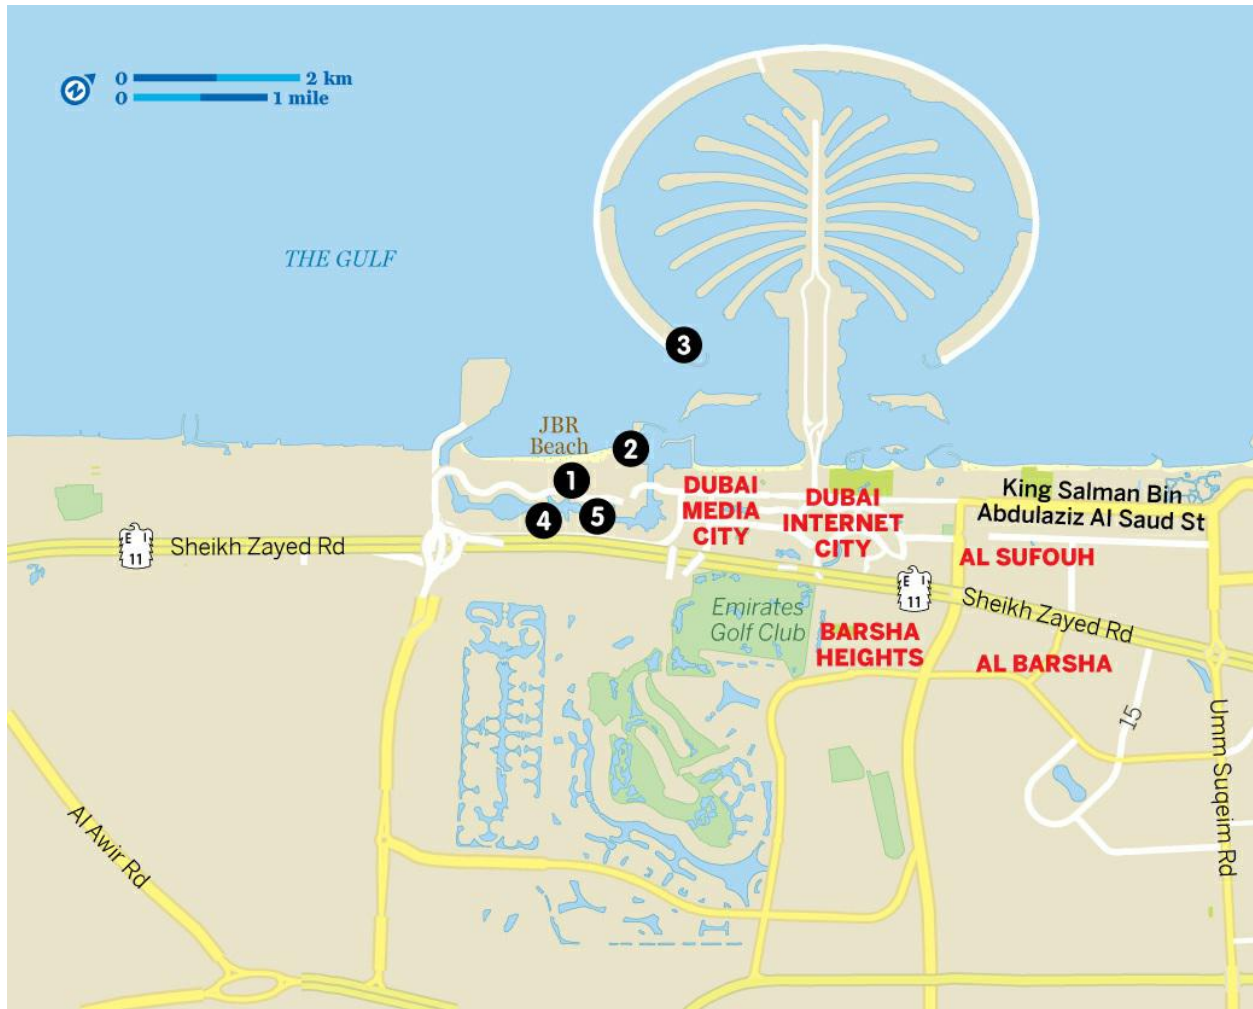 N
0 2 km
0 1 mile
THE GULF
3
JBR
Beach
2
1
4
5
DUBAI
MEDIA
CITY
DUBAI
INTERNET
CITY
King Salman Bin
Abdulaziz Al Saud St
E 11
Sheikh Zayed Rd
AL SUFOUH
E 11
Sheikh Zayed Rd
Emirates
Golf Club
BARSHA
HEIGHTS
AL BARSHA
15
Umm Suqeim Rd
Al Awir Rd